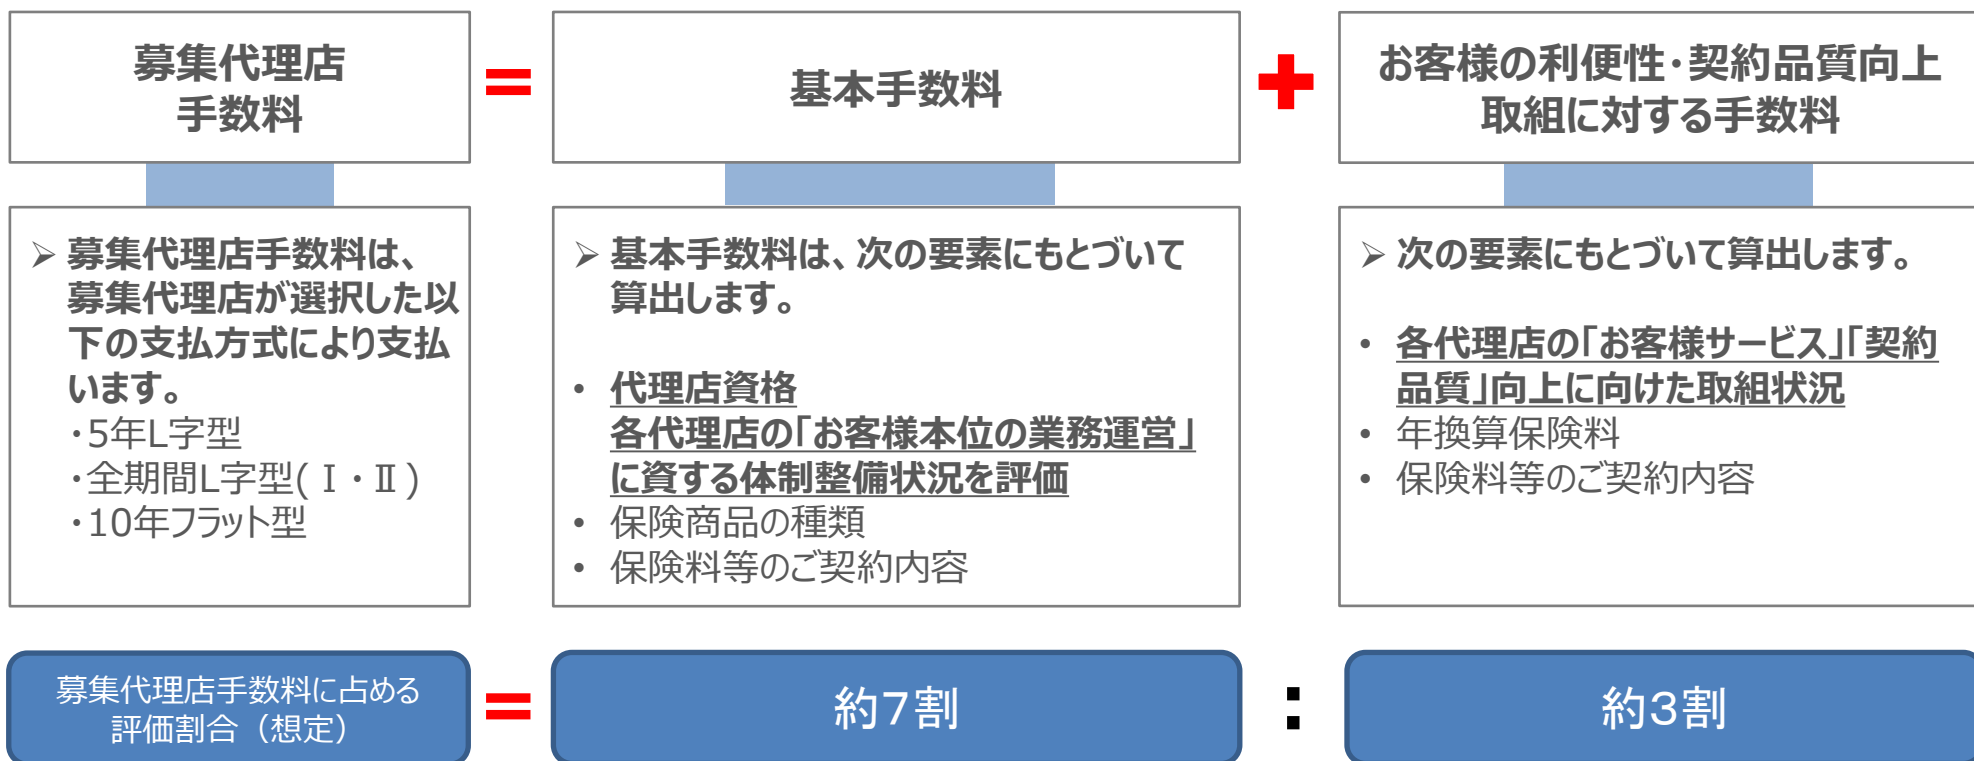 募集代理店
手数料
=
基本手数料
+
お客様の利便性・契約品質向上
取組に対する手数料
➢ 募集代理店手数料は、
募集代理店が選択した以
下の支払方式により支払
います。
・5年L字型
・全期間L字型(Ⅰ・Ⅱ)
・10年フラット型
➢ 基本手数料は、次の要素にもとづいて
算出します。
• 代理店資格
各代理店の「お客様本位の業務運営」
に資する体制整備状況を評価
• 保険商品の種類
• 保険料等のご契約内容
➢ 次の要素にもとづいて算出します。
• 各代理店の「お客様サービス」「契約
品質」向上に向けた取組状況
• 年換算保険料
• 保険料等のご契約内容
募集代理店手数料に占める
評価割合（想定）
=
約7割
:
約3割